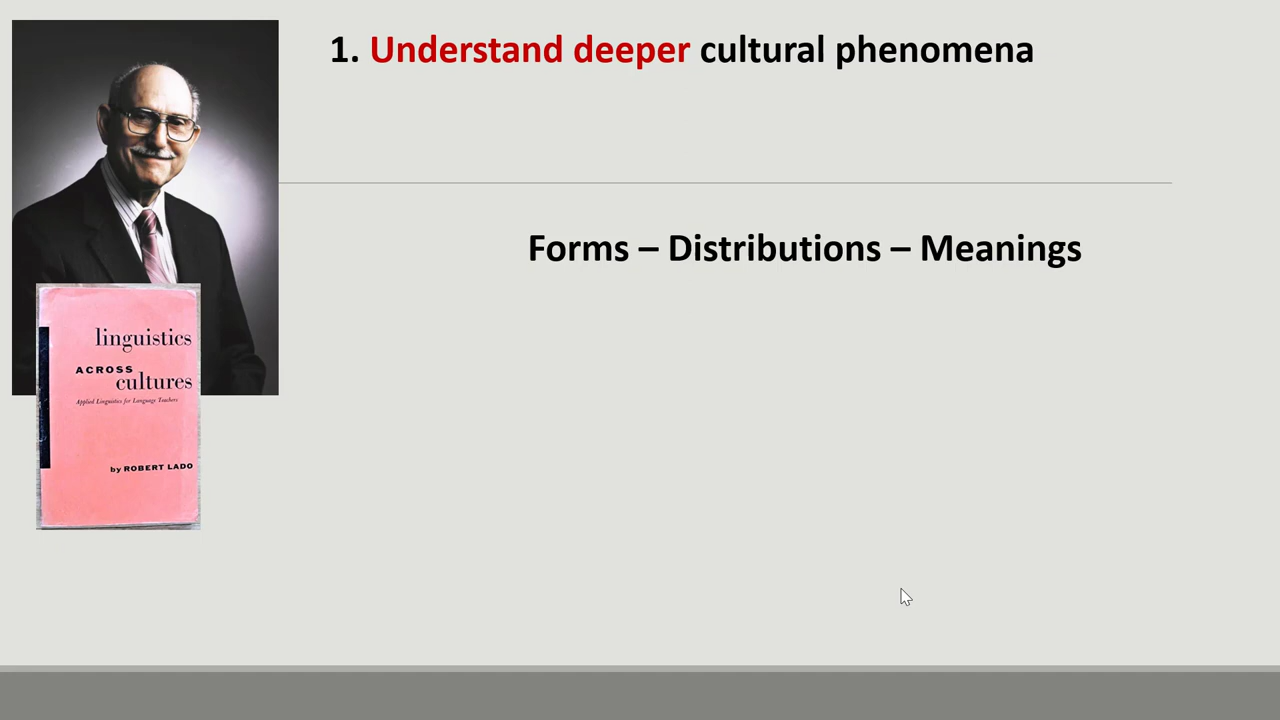 1. Understand deeper cultural phenomena
Forms – Distributions – Meanings
linguistics
ACROSS
cultures
Applied Linguistics for Language Teachers
by ROBERT LADO